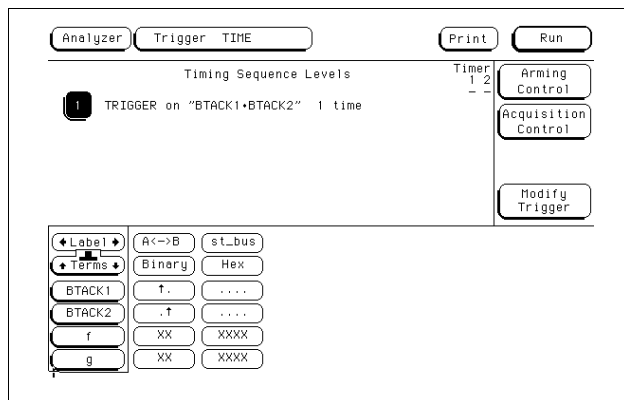 Analyzer Trigger TIME Print Run
Timing Sequence Levels
Timer
1 2
- -
Arming
Control
1 TRIGGER on "BTACK1•BTACK2" 1 time
Acquisition
Control
Modify
Trigger
Label A<->B st_bus
Terms Binary Hex
BTACK1 ↑. ....
BTACK2 .↑ ....
f XX XXXX
g XX XXXX